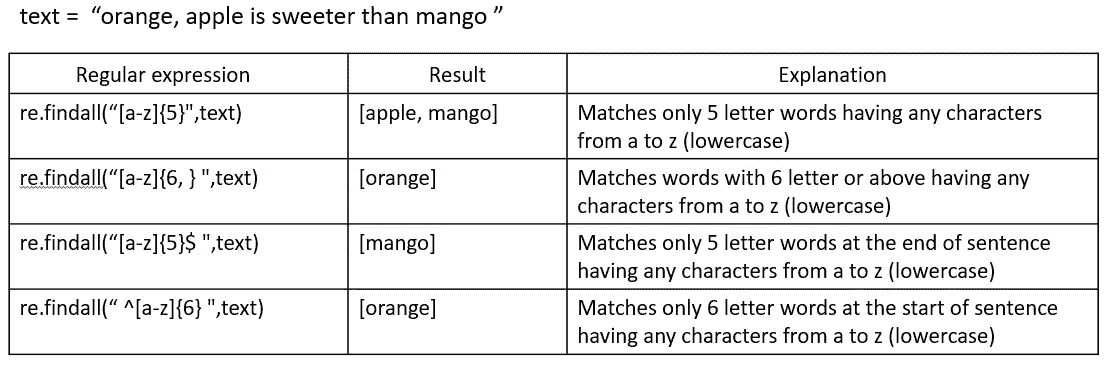 text =  “orange, apple is sweeter than mango ”
Regular expression
Result
Explanation
re.findall(“[a-z]{5}",text)
[apple, mango]
Matches only 5 letter words having any characters
from a to z (lowercase)
re.findall(“[a-z]{6, } ",text)
[orange]
Matches words with 6 letter or above having any
characters from a to z (lowercase)
re.findall(“[a-z]{5}$ ",text)
[mango]
Matches only 5 letter words at the end of sentence
having any characters from a to z (lowercase)
re.findall(“ ^[a-z]{6} ",text)
[orange]
Matches only 6 letter words at the start of sentence
having any characters from a to z (lowercase)